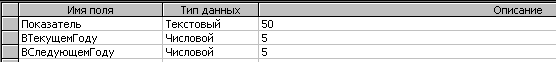 Имя поля Тип данных Описание
Показатель Текстовый 50
ВТекущемГоду Числовой 5
ВСледующемГоду Числовой 5